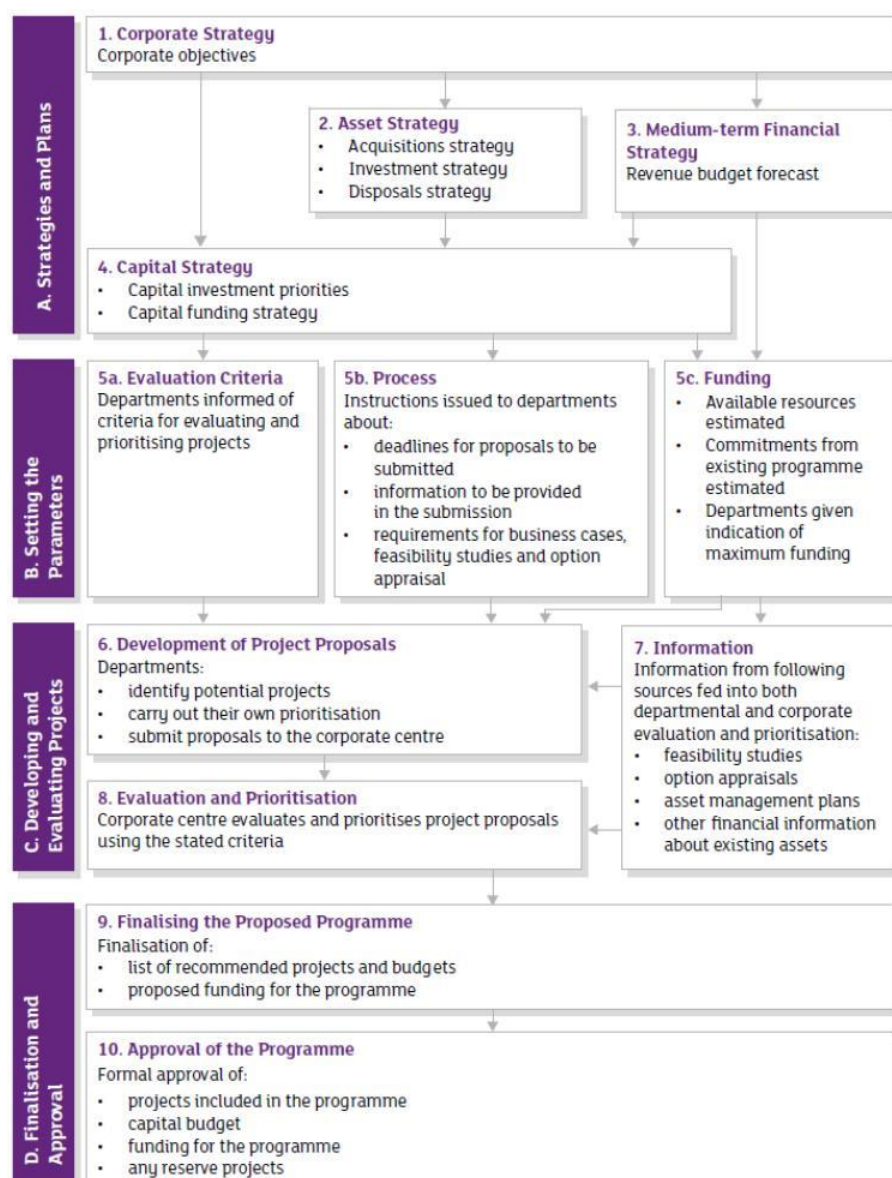 A. Strategies and Plans
1. Corporate Strategy
Corporate objectives
2. Asset Strategy
• Acquisitions strategy
• Investment strategy
• Disposals strategy
3. Medium-term Financial
Strategy
Revenue budget forecast
4. Capital Strategy
• Capital investment priorities
• Capital funding strategy
B. Setting the
Parameters
5a. Evaluation Criteria
Departments informed of
criteria for evaluating and
prioritising projects
5b. Process
Instructions issued to departments
about:
• deadlines for proposals to be
submitted
• information to be provided
in the submission
• requirements for business cases,
feasibility studies and option
appraisal
5c. Funding
• Available resources
estimated
• Commitments from
existing programme
estimated
• Departments given
indication of
maximum funding
C. Developing and
Evaluating Projects
6. Development of Project Proposals
Departments:
• identify potential projects
• carry out their own prioritisation
• submit proposals to the corporate centre
7. Information
Information from following
sources fed into both
departmental and corporate
evaluation and prioritisation:
• feasibility studies
• option appraisals
• asset management plans
• other financial information
about existing assets
8. Evaluation and Prioritisation
Corporate centre evaluates and prioritises project proposals
using the stated criteria
D. Finalisation and
Approval
9. Finalising the Proposed Programme
Finalisation of:
• list of recommended projects and budgets
• proposed funding for the programme
10. Approval of the Programme
Formal approval of:
• projects included in the programme
• capital budget
• funding for the programme
• any reserve projects